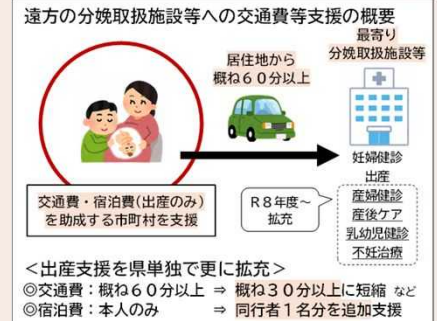 遠方の分娩取扱施設等への交通費等支援の概要
最寄り
分娩取扱施設等
居住地から
概ね60分以上
妊婦健診
出産
産婦健診
産後ケア
乳幼児健診
不妊治療
R8年度~
拡充
交通費・宿泊費(出産のみ)
を助成する市町村を支援
<出産支援を県単独で更に拡充>
◎交通費:概ね60分以上 ⇒ 概ね30分以上に短縮 など
◎宿泊費:本人のみ ⇒ 同行者1名分を追加支援